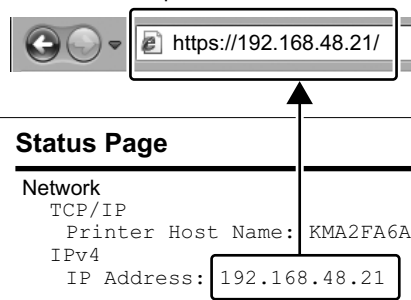 https://192.168.48.21/
Status Page
Network
TCP/IP
Printer Host Name: KMA2FA6A
IPv4
IP Address: 192.168.48.21